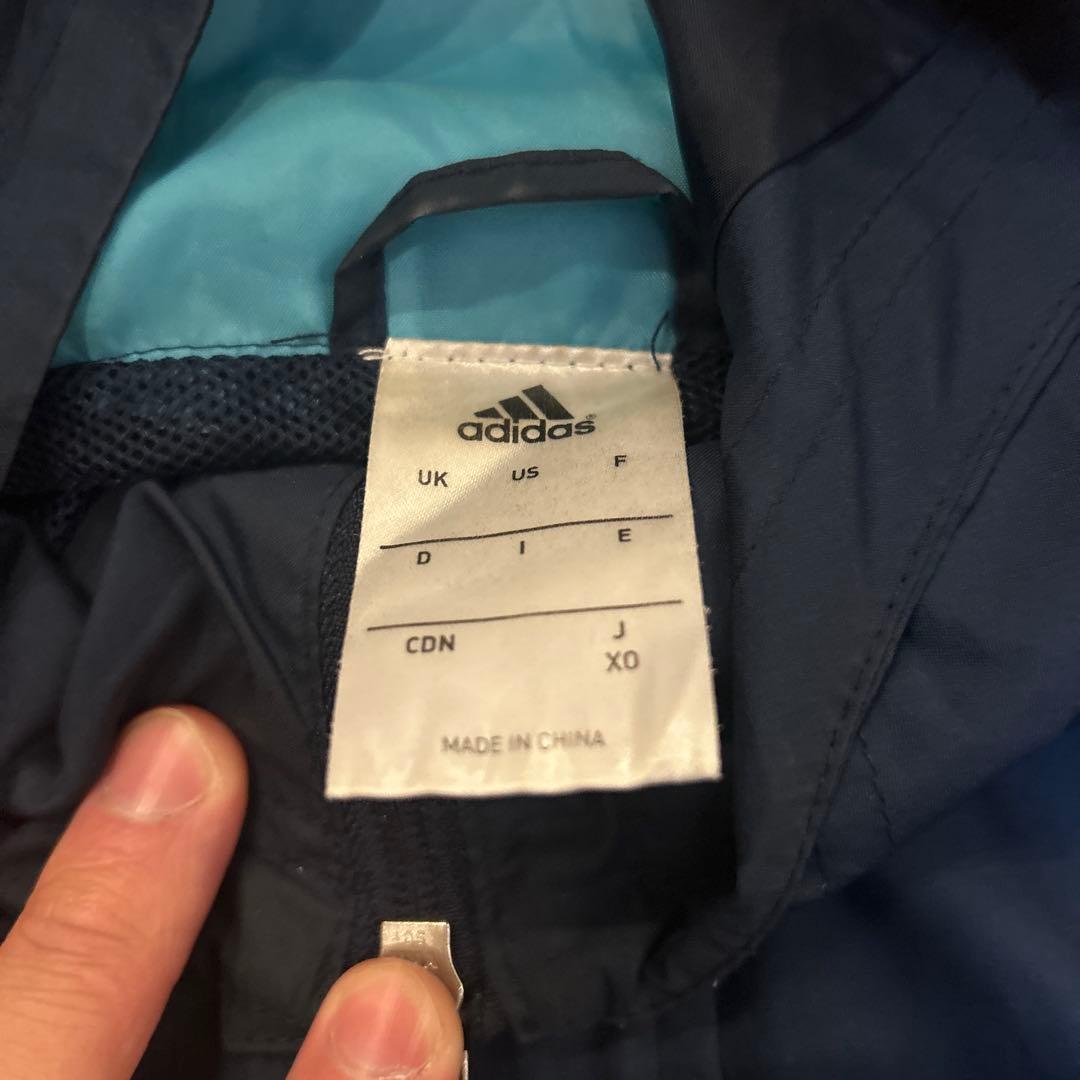 adidas®
UK US F
D I E
CDN J
XO
MADE IN CHINA